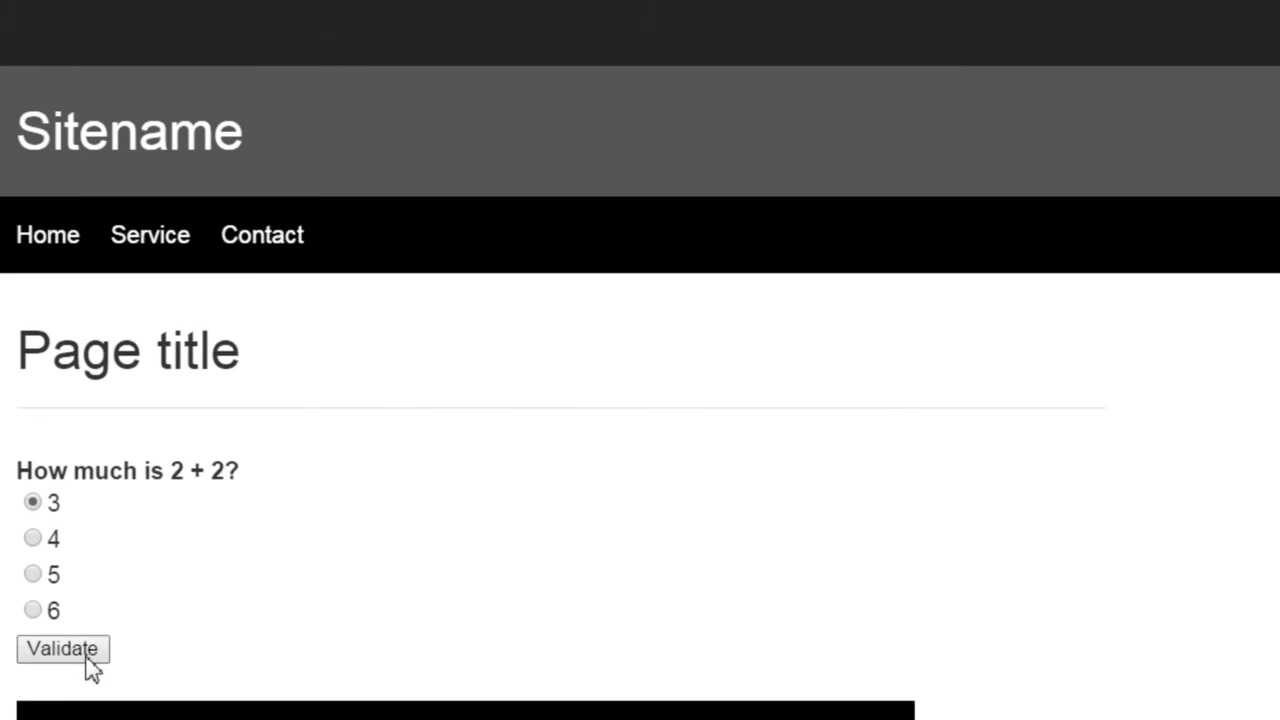 Sitename
Home Service Contact
Page title
How much is 2 + 2?
3
4
5
6
Validate